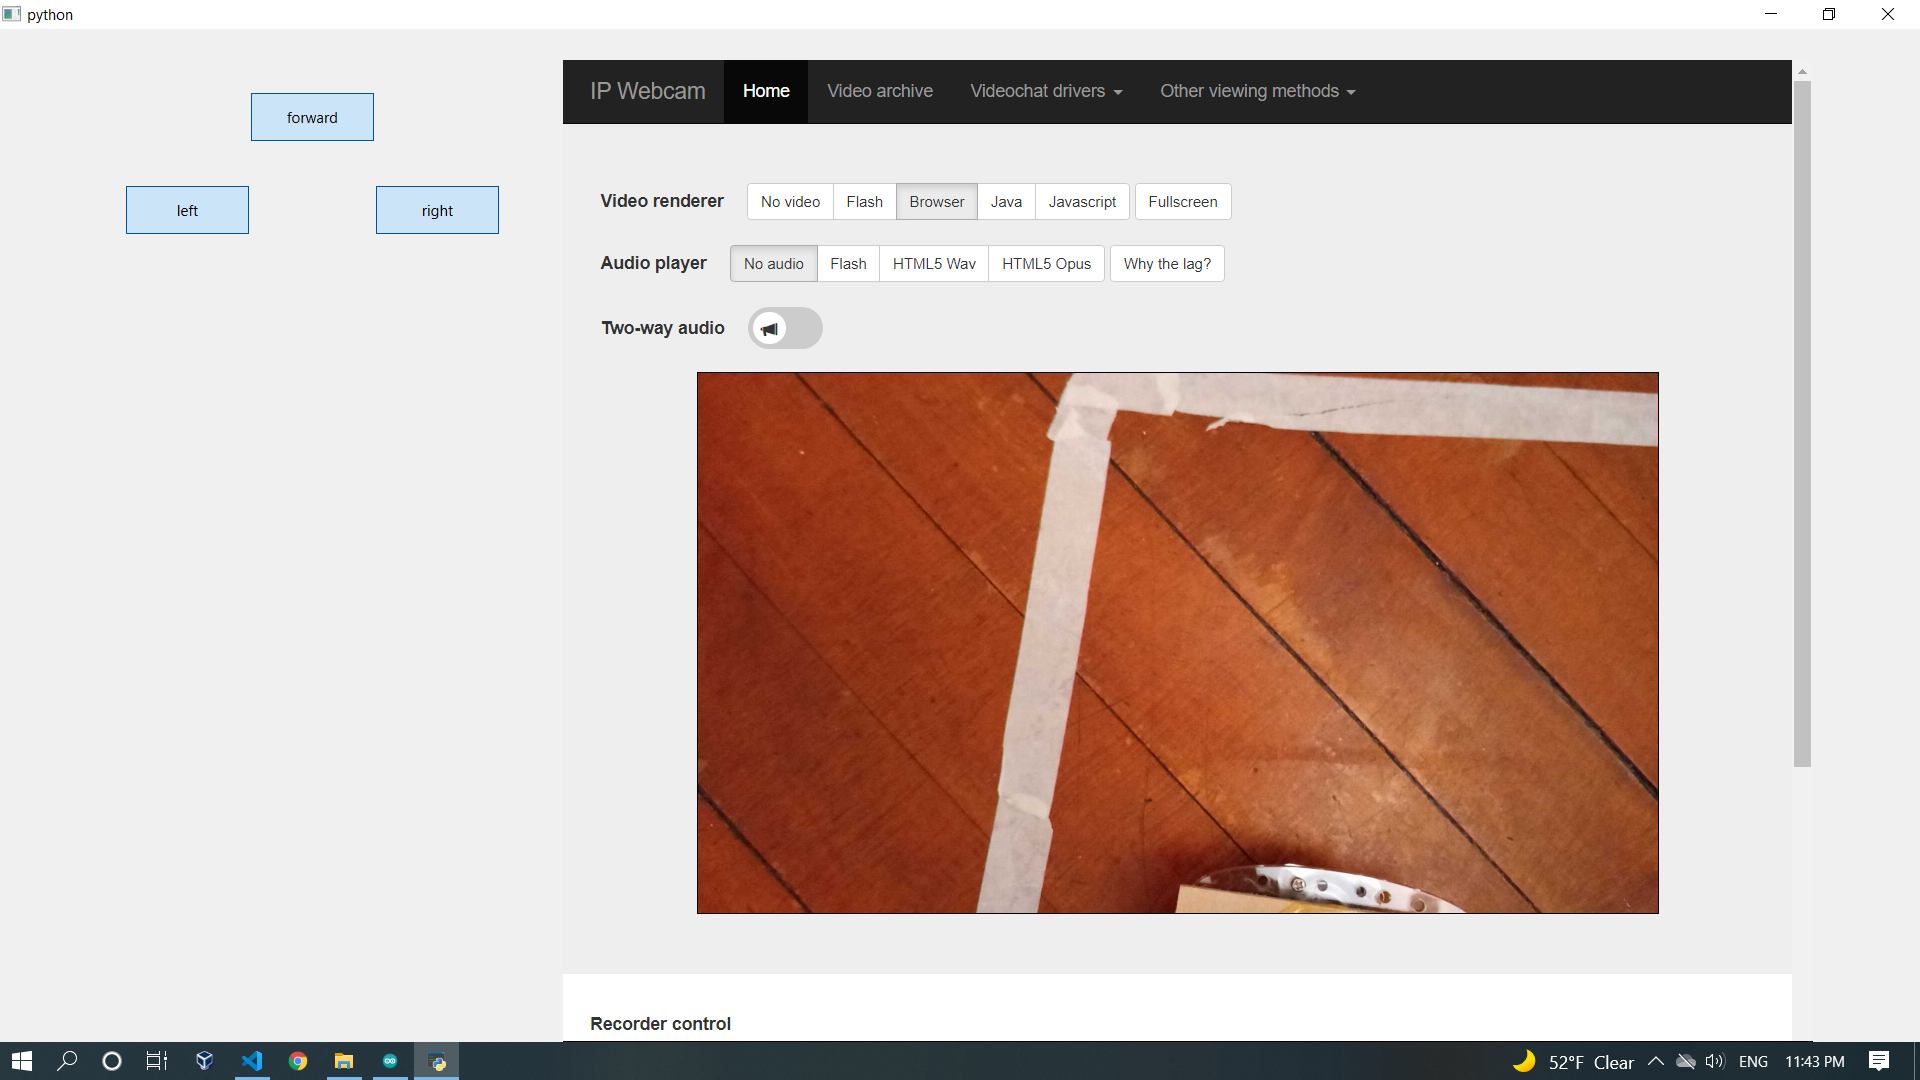 python
forward
left
right
IP Webcam Home Video archive Videochat drivers Other viewing methods
Video renderer No video Flash Browser Java Javascript Fullscreen
Audio player No audio Flash HTML5 Wav HTML5 Opus Why the lag?
Two-way audio
Recorder control
52°F Clear ENG 11:43 PM